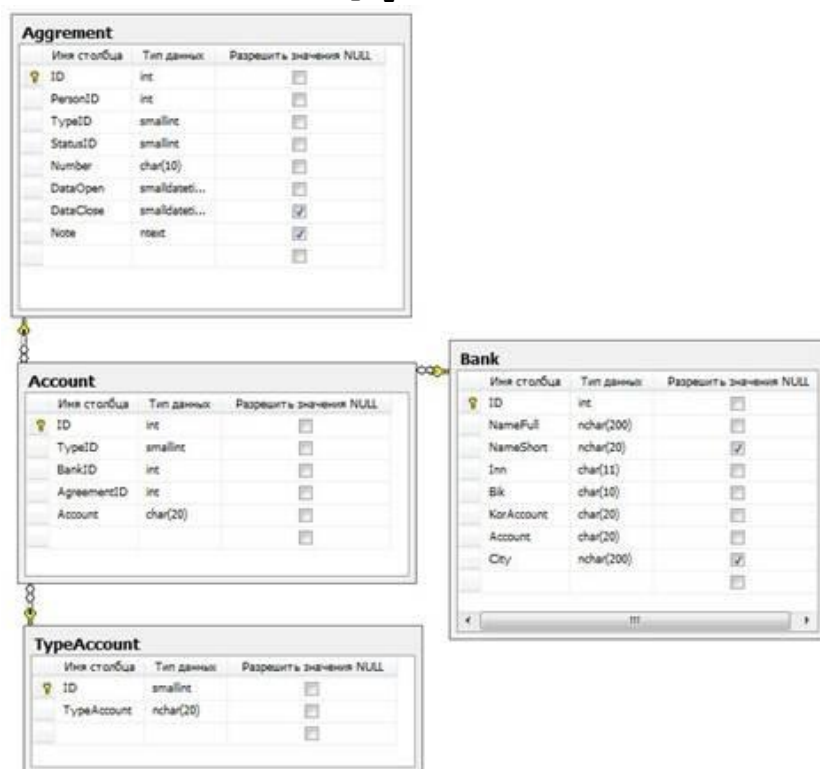 Aggrement
Имя столбца Тип данных Разрешить значения NULL
ID int
PersonID int
TypeID smallint
StatusID smallint
Number char(10)
DataOpen smalldateti...
DataClose smalldateti...
Note ntext
Account
Имя столбца Тип данных Разрешить значения NULL
ID int
TypeID smallint
BankID int
AgreementID int
Account char(20)
Bank
Имя столбца Тип данных Разрешить значения NULL
ID int
NameFull nchar(200)
NameShort nchar(20)
Inn char(11)
Bik char(10)
KorAccount char(20)
Account char(20)
City nchar(200)
TypeAccount
Имя столбца Тип данных Разрешить значения NULL
ID smallint
TypeAccount nchar(20)